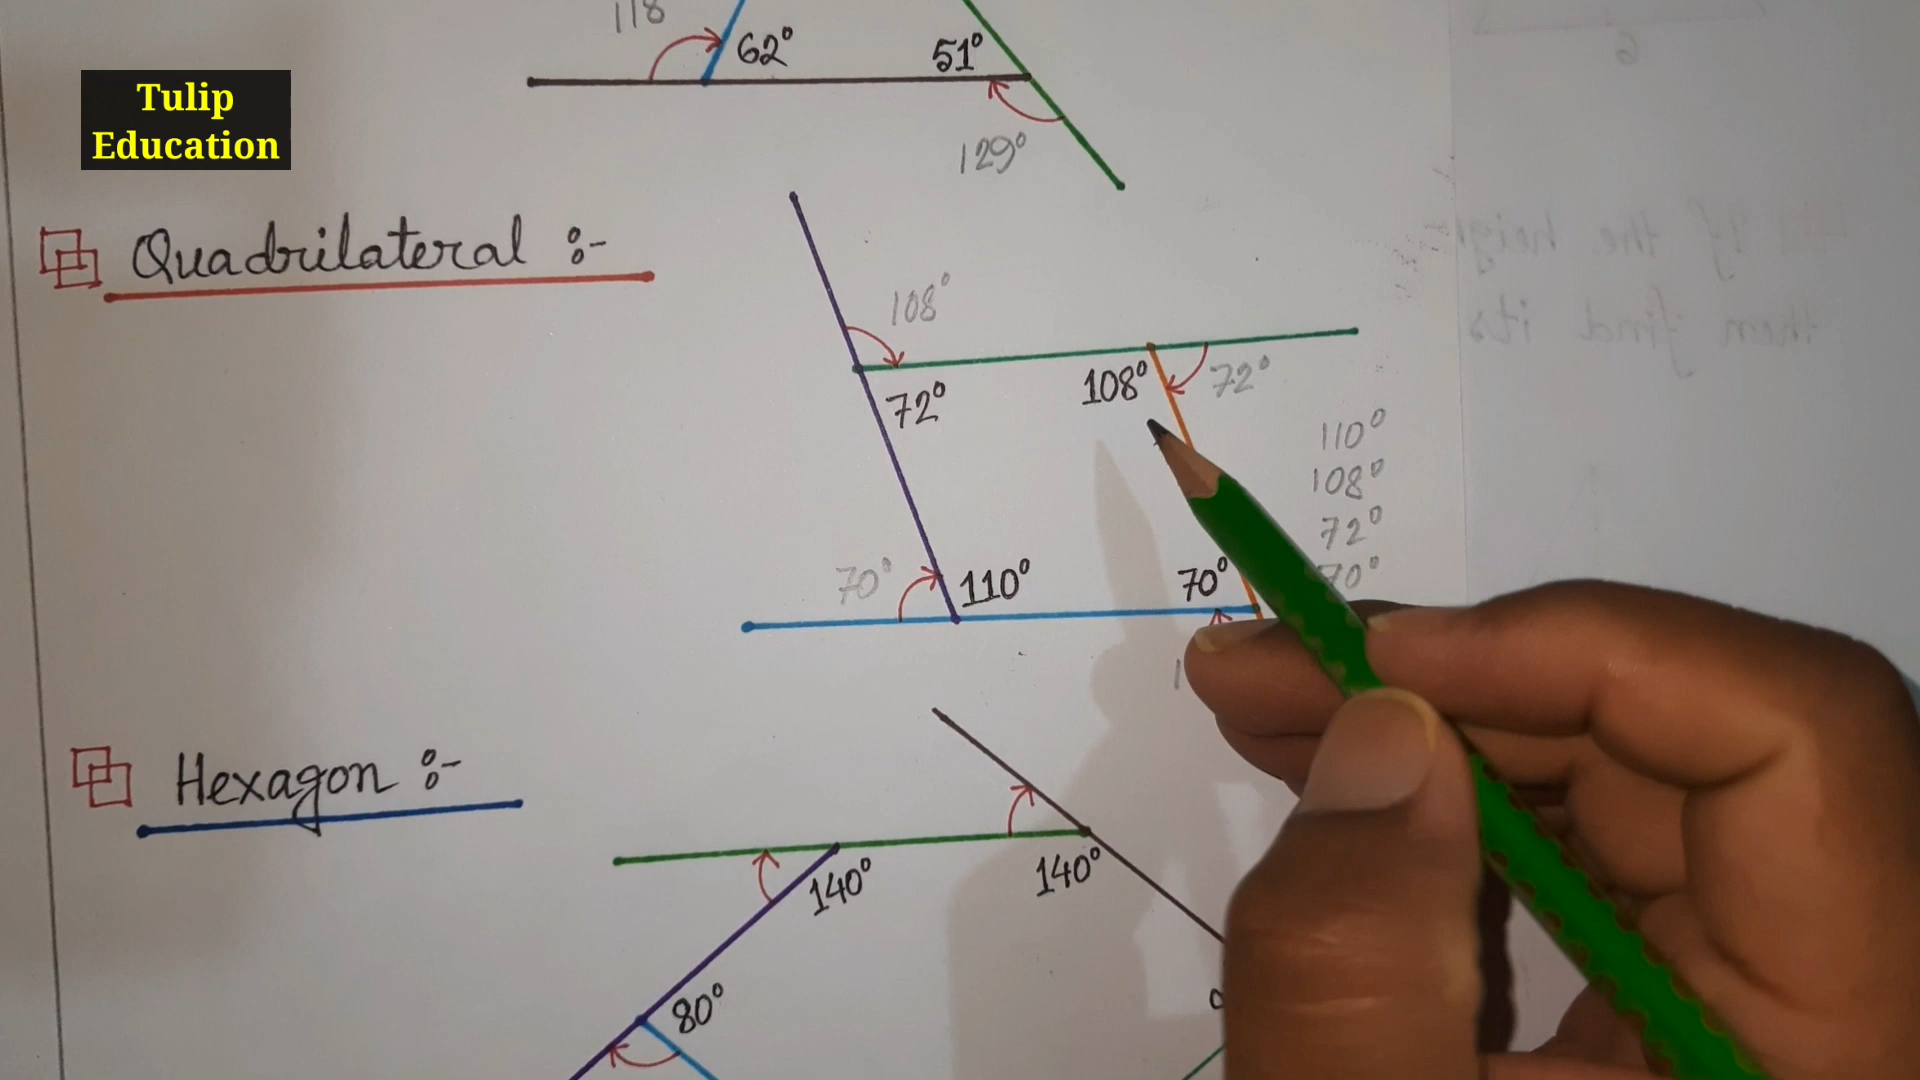 118
62° 51°
129°
Tulip
Education
Quadrilateral :-
108°
72° 108° 72°
110°
108°
72°
70°
70° 110° 70°
Hexagon :-
140° 140°
80°